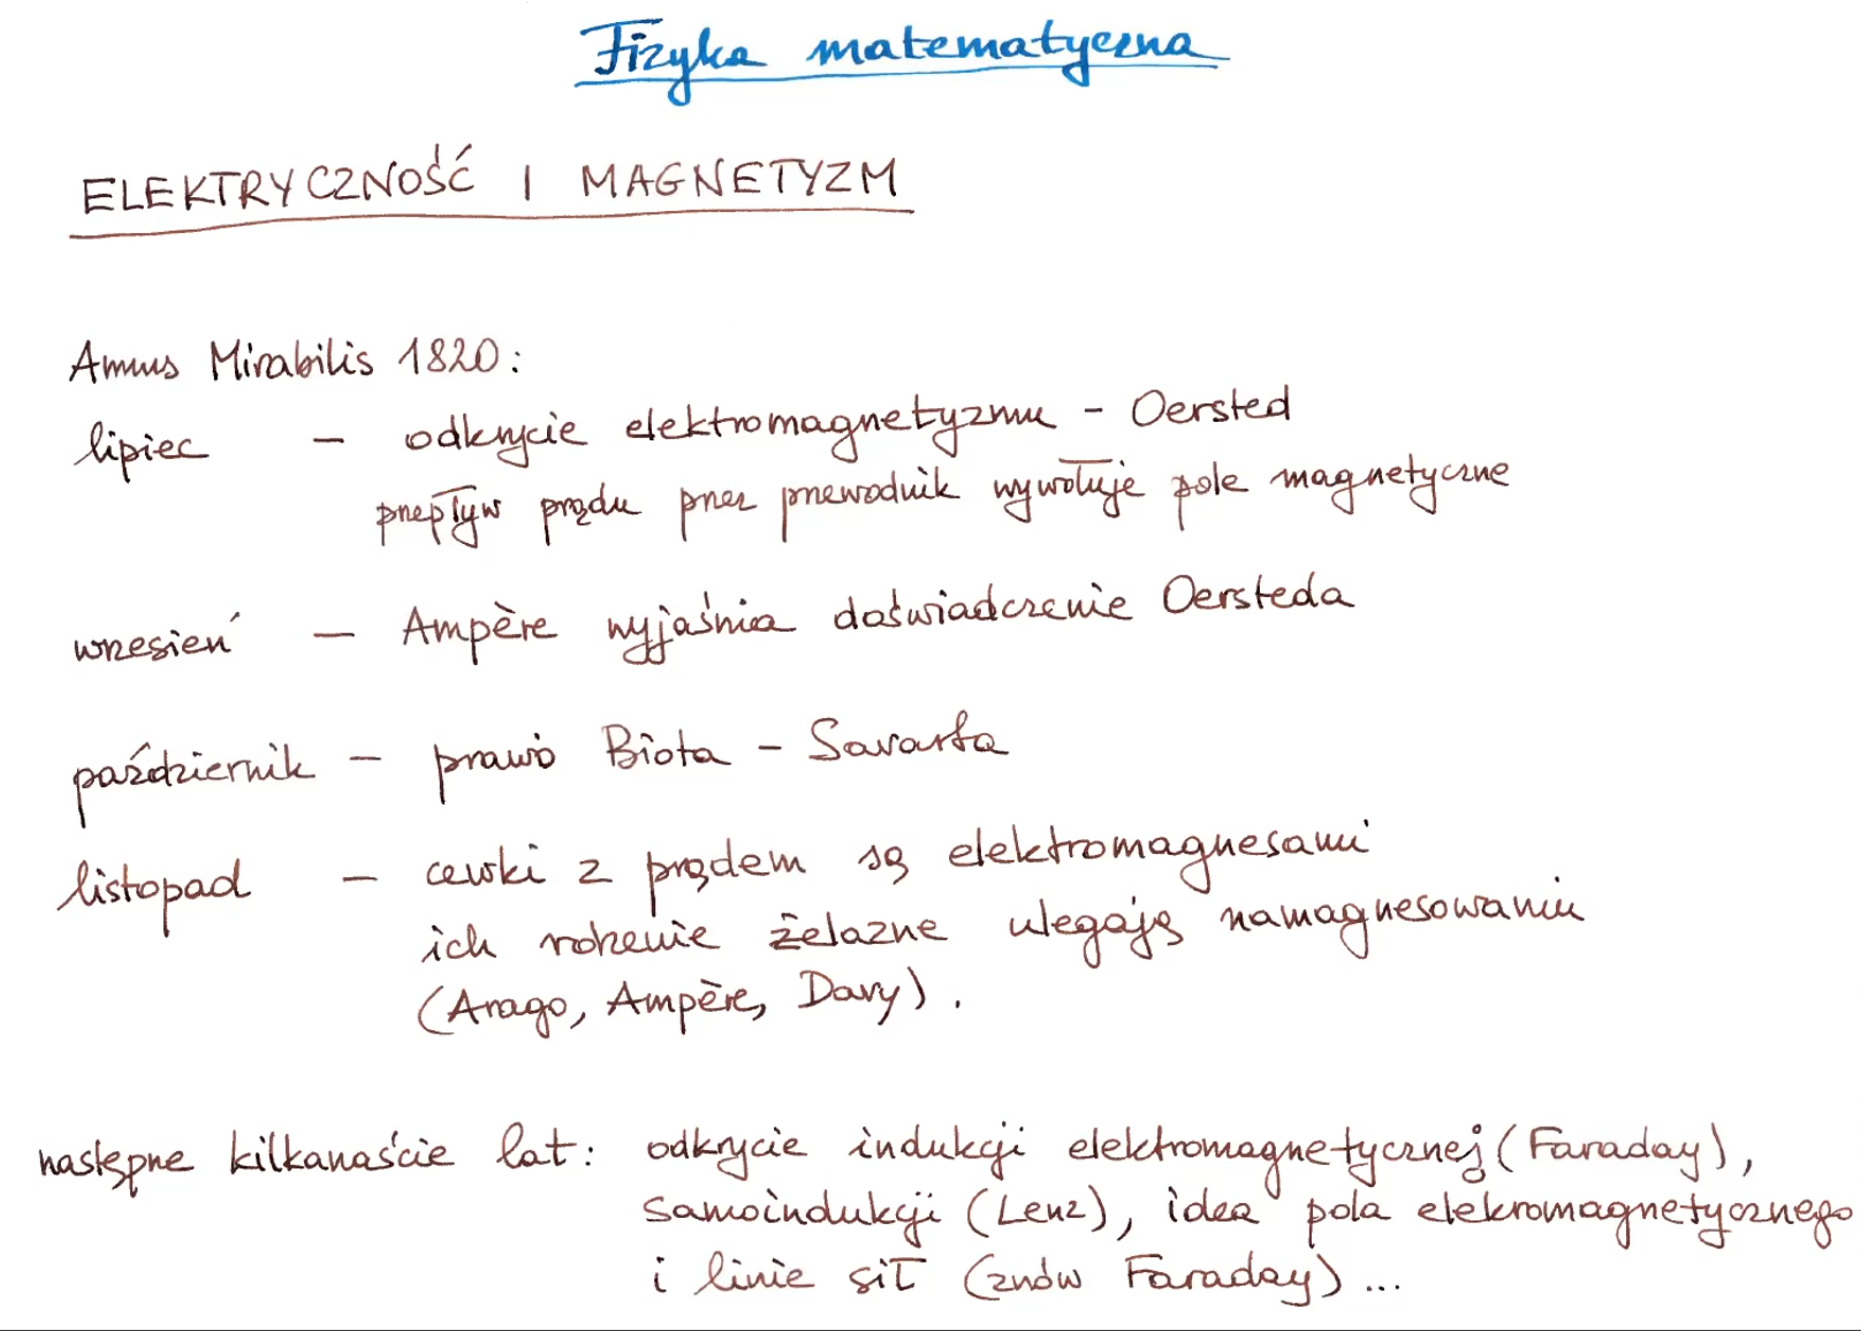 Fizyka matematyczna
ELEKTRYCZNOŚĆ I MAGNETYZM
Annus Mirabilis 1820:
lipiec — odkrycie elektromagnetyzmu - Oersted
przepływ prądu przez przewodnik wywołuje pole magnetyczne
wrzesień — Ampère wyjaśnia doświadczenie Oersteda
październik — prawo Biota - Savarta
listopad — cewki z prądem są elektromagnesami
ich rdzenie żelazne ulegają namagnesowaniu
(Arago, Ampère, Davy).
następne kilkanaście lat: odkrycie indukcji elektromagnetycznej (Faraday),
samoindukcji (Lenz), idea pola elekromagnetycznego
i linie sił (znów Faraday)...